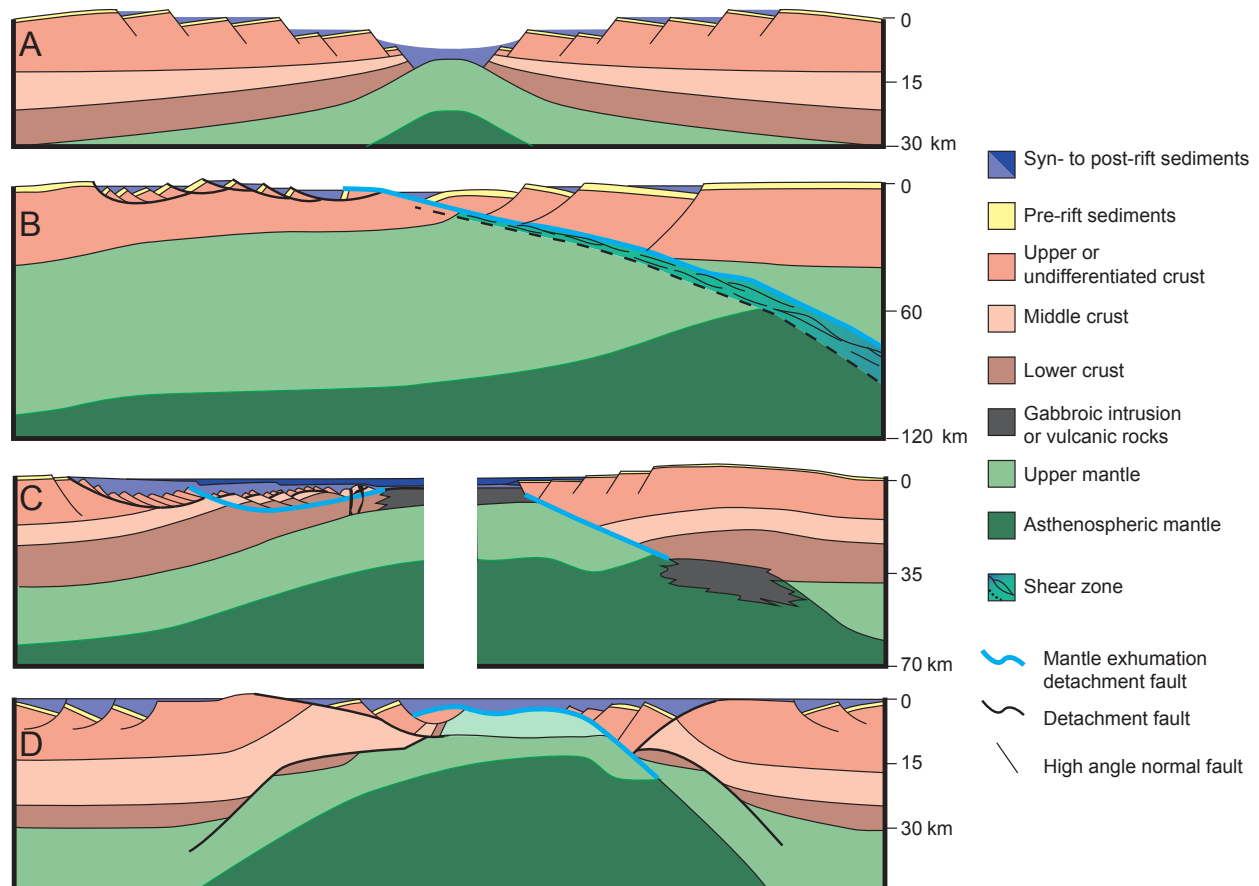 A
0
15
30 km
B
0
60
120 km
C
0
35
70 km
D
0
15
30 km
Syn- to post-rift sediments
Pre-rift sediments
Upper or
undifferentiated crust
Middle crust
Lower crust
Gabbroic intrusion
or vulcanic rocks
Upper mantle
Asthenospheric mantle
Shear zone
Mantle exhumation
detachment fault
Detachment fault
High angle normal fault